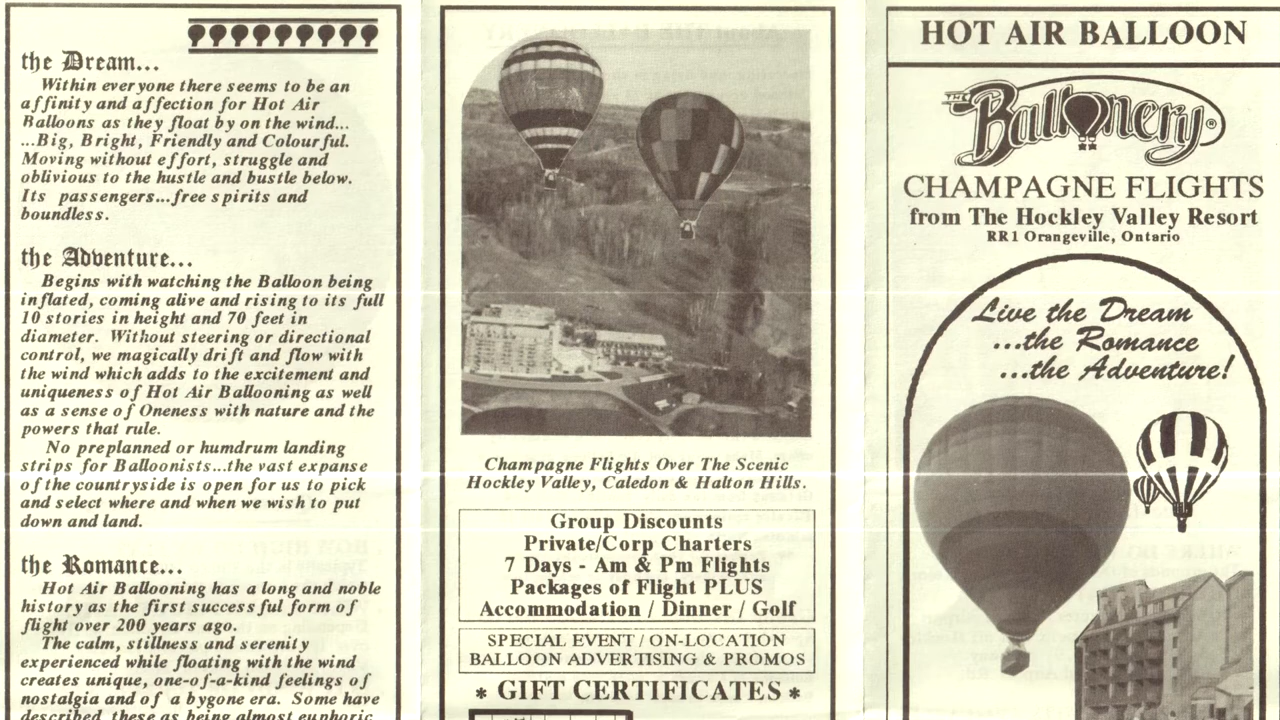 the Dream...
Within everyone there seems to be an
affinity and affection for Hot Air
Balloons as they float by on the wind...
...Big, Bright, Friendly and Colourful.
Moving without effort, struggle and
oblivious to the hustle and bustle below.
Its passengers...free spirits and
boundless.
the Adventure...
Begins with watching the Balloon being
inflated, coming alive and rising to its full
10 stories in height and 70 feet in
diameter. Without steering or directional
control, we magically drift and flow with
the wind which adds to the excitement and
uniqueness of Hot Air Ballooning as well
as a sense of Oneness with nature and the
powers that rule.
No preplanned or humdrum landing
strips for Balloonists...the vast expanse
of the countryside is open for us to pick
and select where and when we wish to put
down and land.
the Romance...
Hot Air Ballooning has a long and noble
history as the first successful form of
flight over 200 years ago.
The calm, stillness and serenity
experienced while floating with the wind
creates unique, one-of-a-kind feelings of
nostalgia and of a bygone era. Some have
described these as being almost euphoric
Champagne Flights Over The Scenic
Hockley Valley, Caledon & Halton Hills.
Group Discounts
Private/Corp Charters
7 Days - Am & Pm Flights
Packages of Flight PLUS
Accommodation / Dinner / Golf
SPECIAL EVENT / ON-LOCATION
BALLOON ADVERTISING & PROMOS
* GIFT CERTIFICATES *
HOT AIR BALLOON
THE Balloonery ®
CHAMPAGNE FLIGHTS
from The Hockley Valley Resort
RR1 Orangeville, Ontario
Live the Dream
...the Romance
...the Adventure!